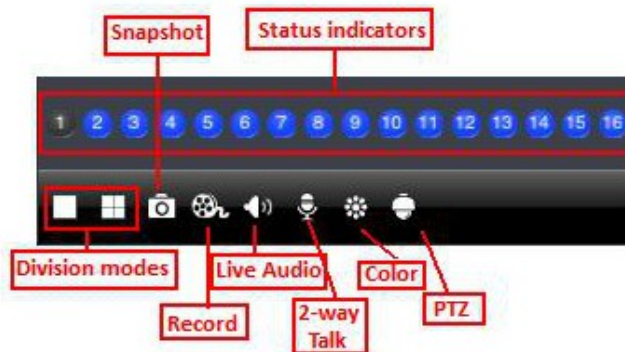 Snapshot
Status indicators
1 2 3 4 5 6 7 8 9 10 11 12 13 14 15 16
Division modes
Record
Live Audio
2-way
Talk
Color
PTZ